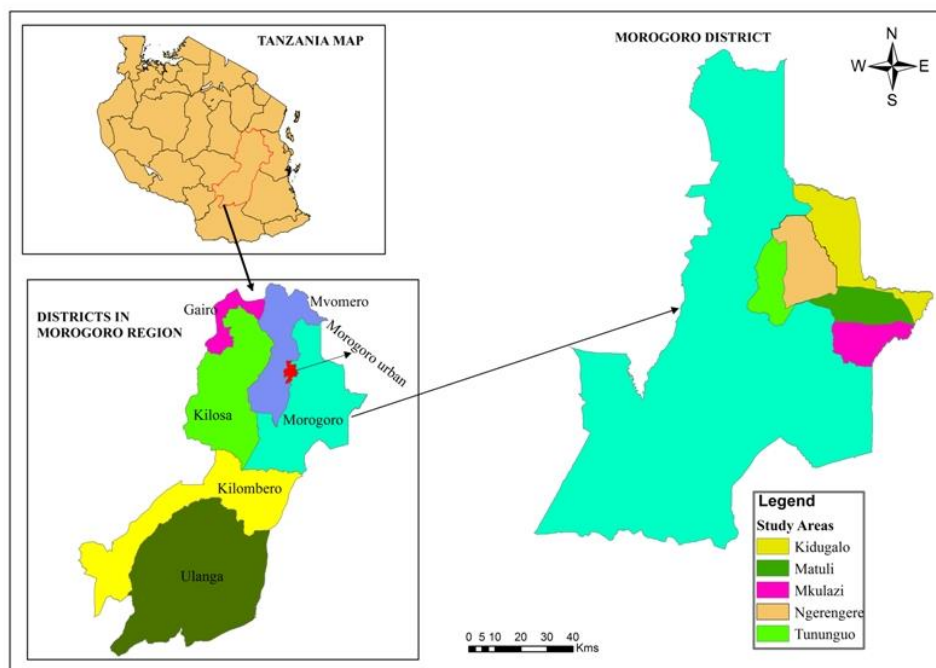 TANZANIA MAP
MOROGORO DISTRICT
N
W E
S
DISTRICTS IN
MOROGORO REGION
Gairo
Mvomero
Morogoro urban
Kilosa
Morogoro
Kilombero
Ulanga
Legend
Study Areas
Kidugalo
Matuli
Mkulazi
Ngerengere
Tununguo
0 5 10 20 30 40
Kms